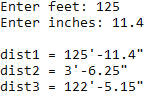 Enter feet: 125
Enter inches: 11.4
dist1 = 125'-11.4"
dist2 = 3'-6.25"
dist3 = 122'-5.15"